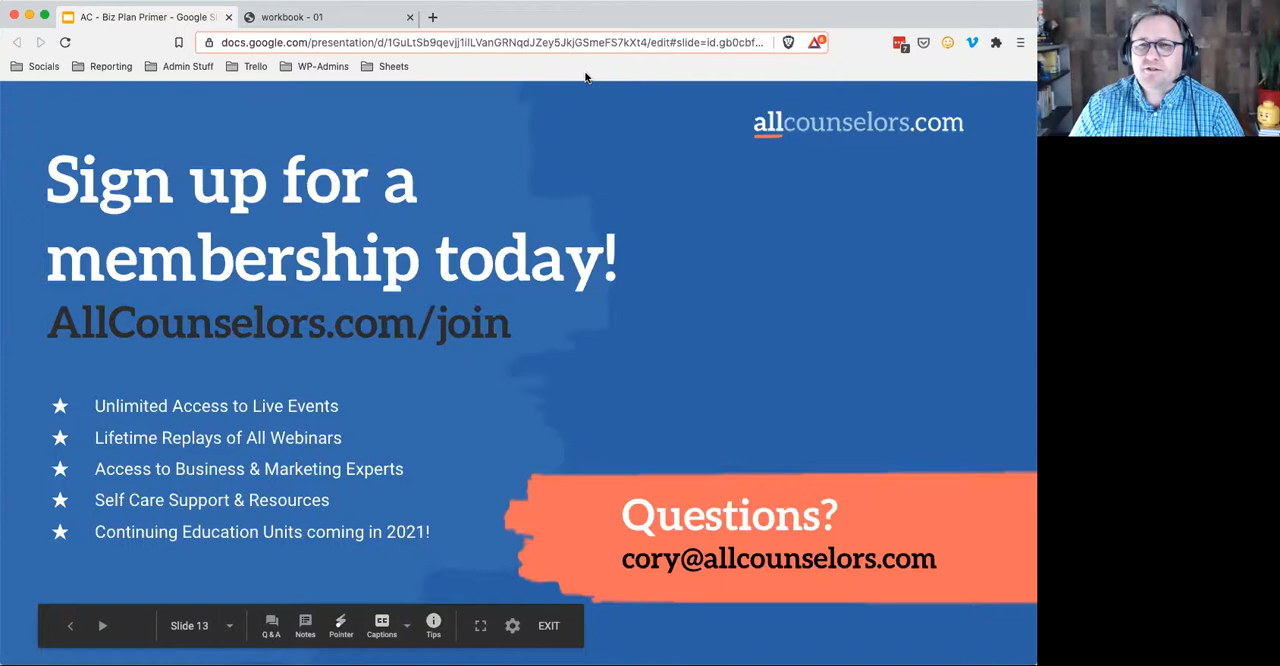 AC - Biz Plan Primer - Google Sl
workbook - 01
docs.google.com/presentation/d/1GuLtSb9qevjj1iILVanGRNqdJZey5JkjGSmeFS7kXt4/edit#slide=id.gb0cbf...
Socials
Reporting
Admin Stuff
Trello
WP-Admins
Sheets
allcounselors.com
Sign up for a
membership today!
AllCounselors.com/join
★ Unlimited Access to Live Events
★ Lifetime Replays of All Webinars
★ Access to Business & Marketing Experts
★ Self Care Support & Resources
★ Continuing Education Units coming in 2021!
Questions?
cory@allcounselors.com
Slide 13
Q & A
Notes
Pointer
CC
Captions
Tips
EXIT